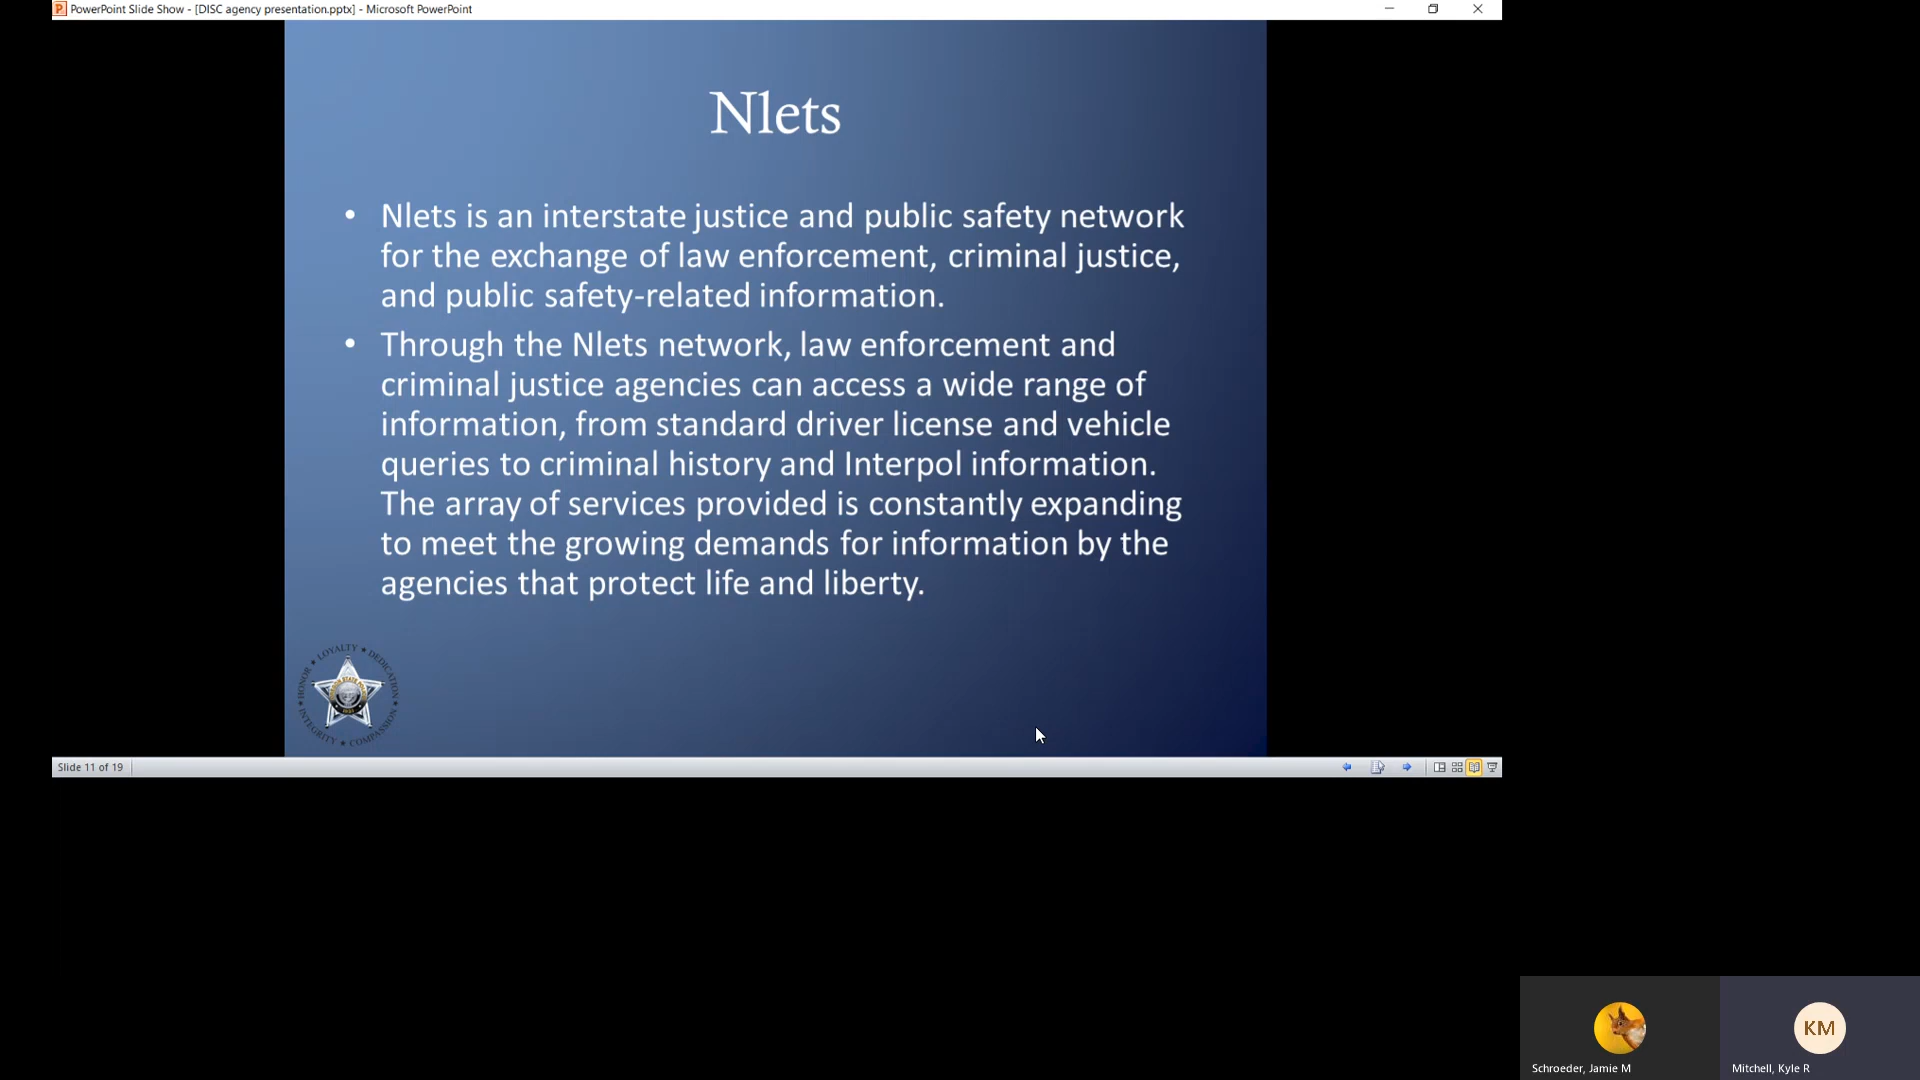 PowerPoint Slide Show - [DISC agency presentation.pptx] - Microsoft PowerPoint
Nlets
• Nlets is an interstate justice and public safety network
for the exchange of law enforcement, criminal justice,
and public safety-related information.
• Through the Nlets network, law enforcement and
criminal justice agencies can access a wide range of
information, from standard driver license and vehicle
queries to criminal history and Interpol information.
The array of services provided is constantly expanding
to meet the growing demands for information by the
agencies that protect life and liberty.
HONOR ★ LOYALTY ★ DEDICATION
INTEGRITY ★ COMPASSION
Slide 11 of 19
KM
Schroeder, Jamie M
Mitchell, Kyle R